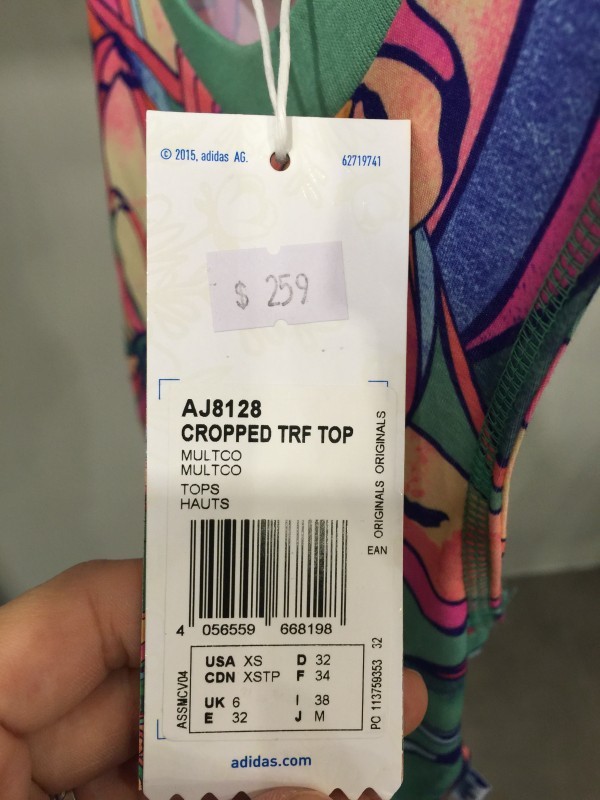 © 2015, adidas AG. 62719741
$ 259
AJ8128
CROPPED TRF TOP
MULTCO
MULTCO
TOPS
HAUTS
ORIGINALS ORIGINALS
EAN
4 056559 668198
USA XS D 32
CDN XSTP F 34
UK 6 I 38
E 32 J M
ASSMCV04
PC 113759353 32
adidas.com